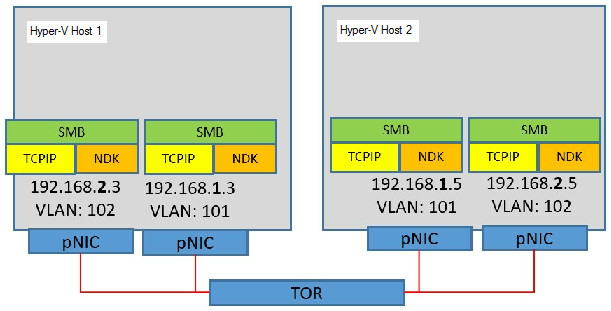 Hyper-V Host 1
SMB
SMB
TCPIP
NDK
TCPIP
NDK
192.168.2.3
192.168.1.3
VLAN: 102
VLAN: 101
pNIC
pNIC
Hyper-V Host 2
SMB
SMB
TCPIP
NDK
TCPIP
NDK
192.168.1.5
192.168.2.5
VLAN: 101
VLAN: 102
pNIC
pNIC
TOR